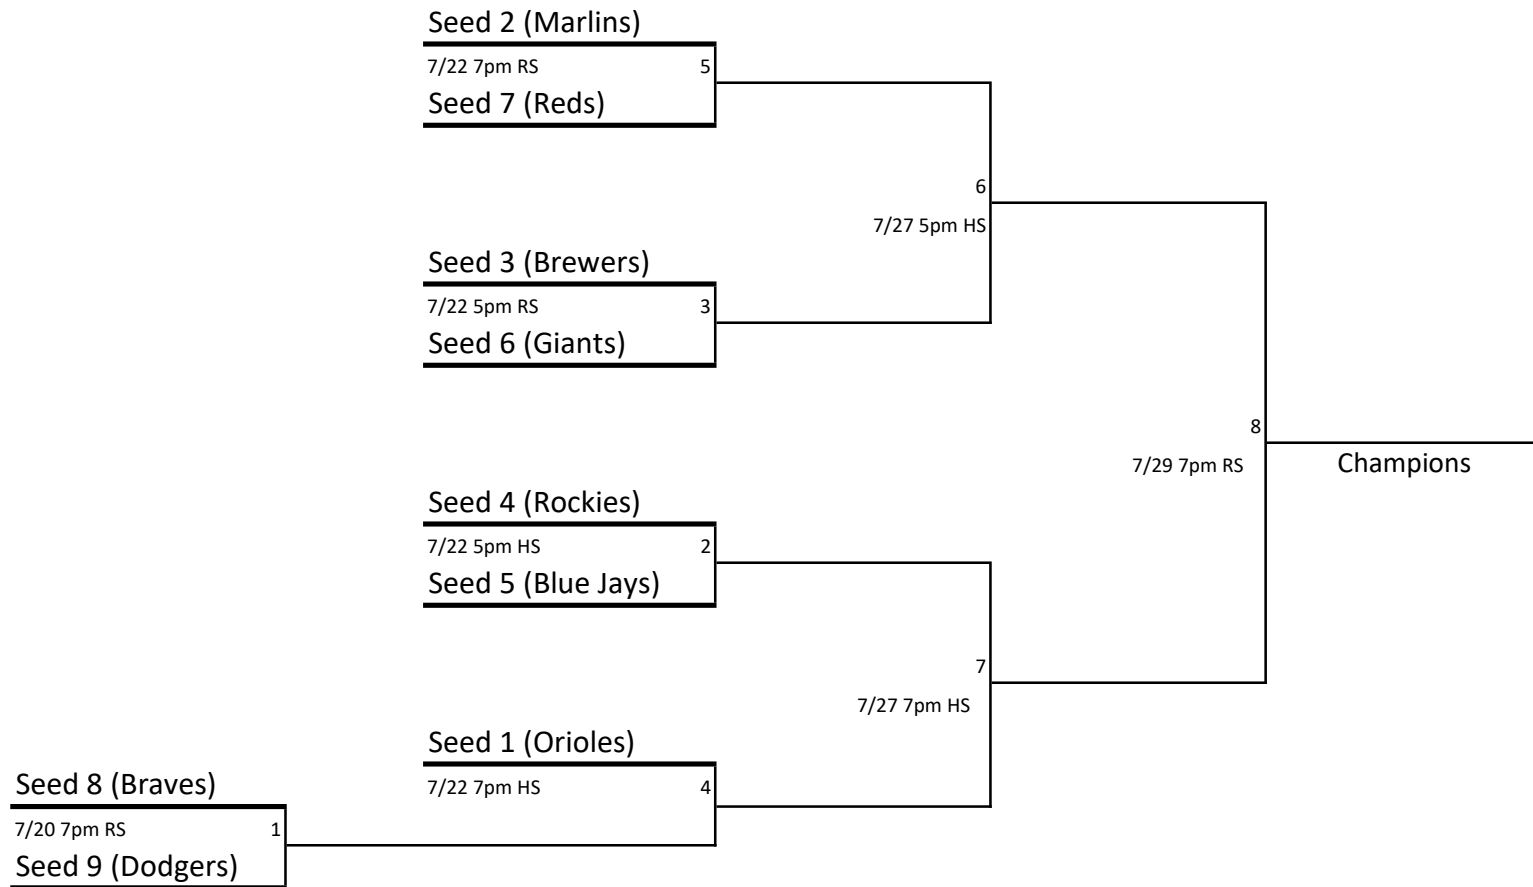 Seed 2 (Marlins)
7/22 7pm RS 5
Seed 7 (Reds)
6
7/27 5pm HS
Seed 3 (Brewers)
7/22 5pm RS 3
Seed 6 (Giants)
8
7/29 7pm RS
Champions
Seed 4 (Rockies)
7/22 5pm HS 2
Seed 5 (Blue Jays)
7
7/27 7pm HS
Seed 1 (Orioles)
7/22 7pm HS 4
Seed 8 (Braves)
7/20 7pm RS 1
Seed 9 (Dodgers)